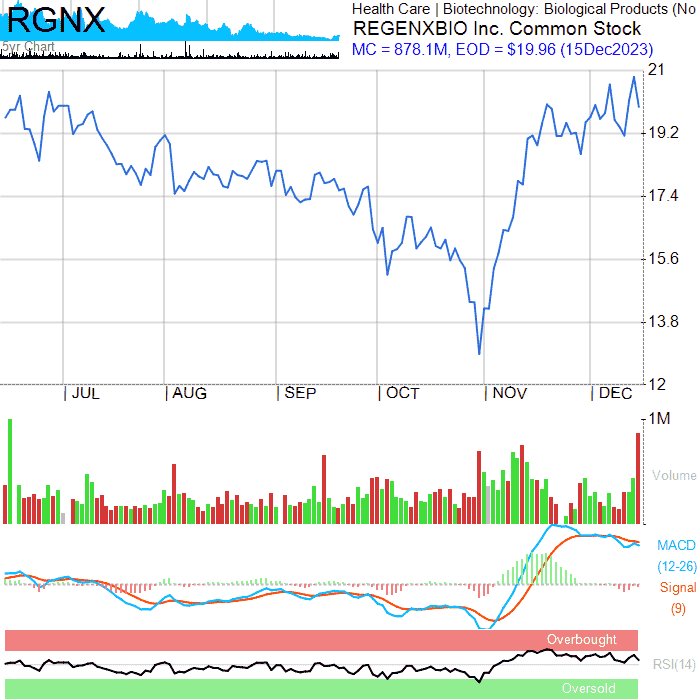 RGNX
5yr Chart
Health Care | Biotechnology: Biological Products (No
REGENXBIO Inc. Common Stock
MC = 878.1M, EOD = $19.96 (15Dec2023)
21
19.2
17.4
15.6
13.8
12
| JUL | AUG | SEP | OCT | NOV | DEC
1M
Volume
MACD
(12-26)
Signal
(9)
Overbought
RSI(14)
Oversold